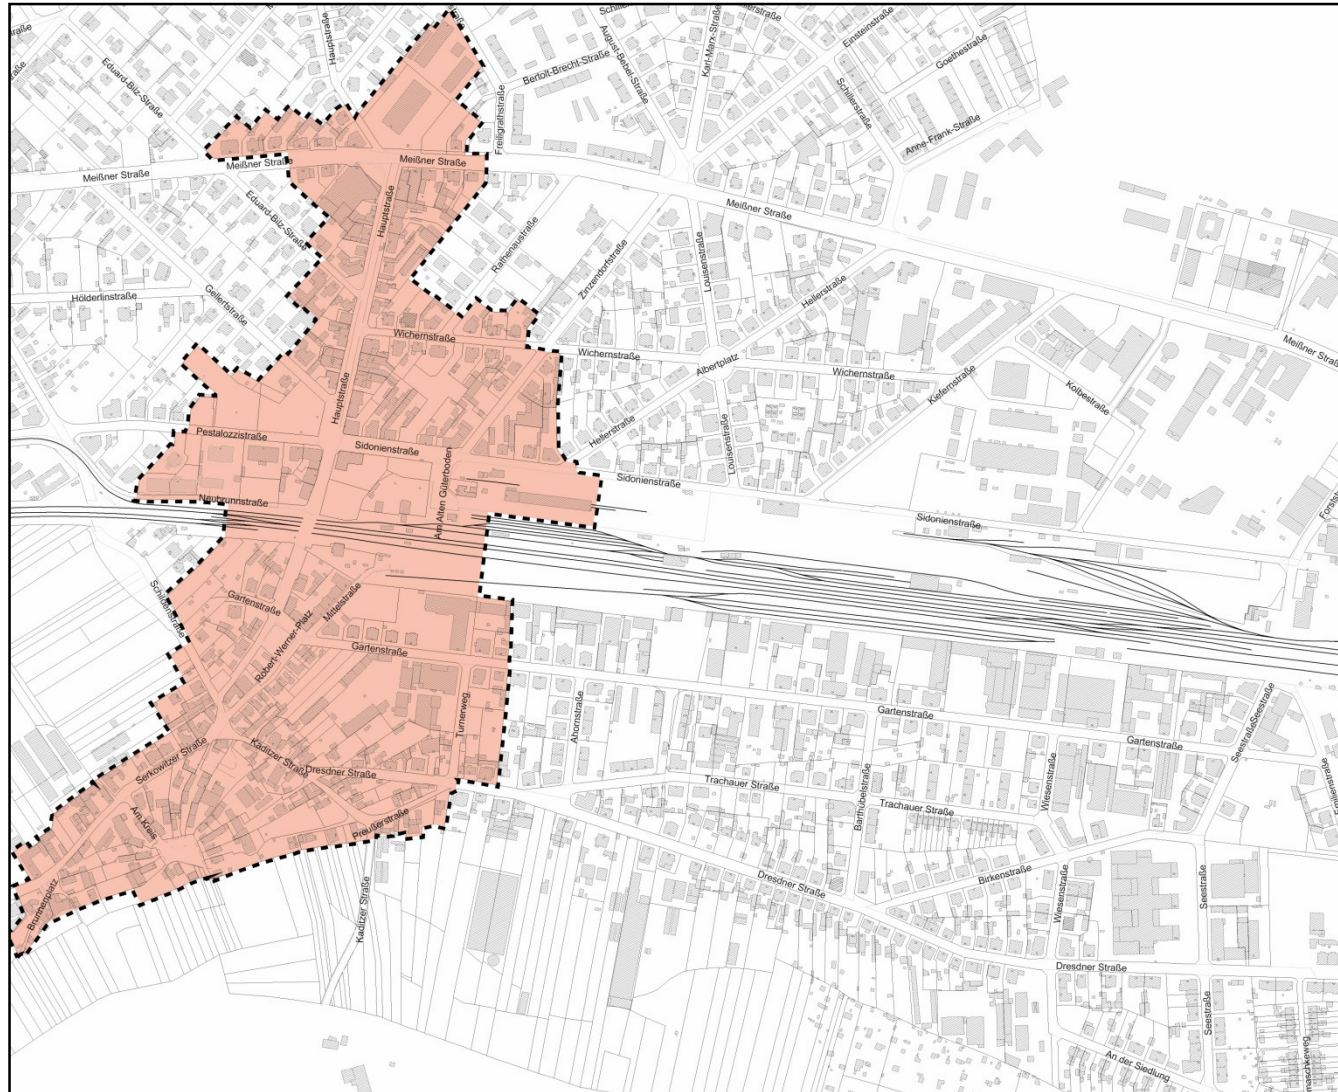 Hauptstraße
August-Bebel-Straße
Karl-Marx-Straße
Einsteinstraße
Goethestraße
Bertolt-Brecht-Straße
Eduard-Bilz-Straße
Schillerstraße
Freiligrathstraße
Anne-Frank-Straße
Meißner Straße
Meißner Straße
Meißner Straße
Eduard-Bilz-Straße
Hauptstraße
Meißner Straße
Rathenaustraße
Zinzendorfstraße
Louisenstraße
Hellerstraße
Hölderlinstraße
Gellertstraße
Wichernstraße
Wichernstraße
Albertplatz
Wichernstraße
Kiefernstraße
Kolbestraße
Meißner Straße
Hauptstraße
Pestalozzistraße
Sidonienstraße
Hellerstraße
Louisenstraße
Am Alten Güterboden
Sidonienstraße
Neubrunnstraße
Sidonienstraße
Schildenstraße
Gartenstraße
Mittelstraße
Robert-Werner-Platz
Gartenstraße
Turnerweg
Ahornstraße
Gartenstraße
Gartenstraße
Seestraße
Seestraße
Serkowitzer Straße
Kaditzer Straße
Dresdner Straße
Trachauer Straße
Trachauer Straße
Barthübelstraße
Wiesenstraße
Am Kreis
Preußerstraße
Brunnenplatz
Kaditzer Straße
Dresdner Straße
Birkenstraße
Wiesenstraße
Seestraße
Dresdner Straße
Seestraße
An der Siedlung